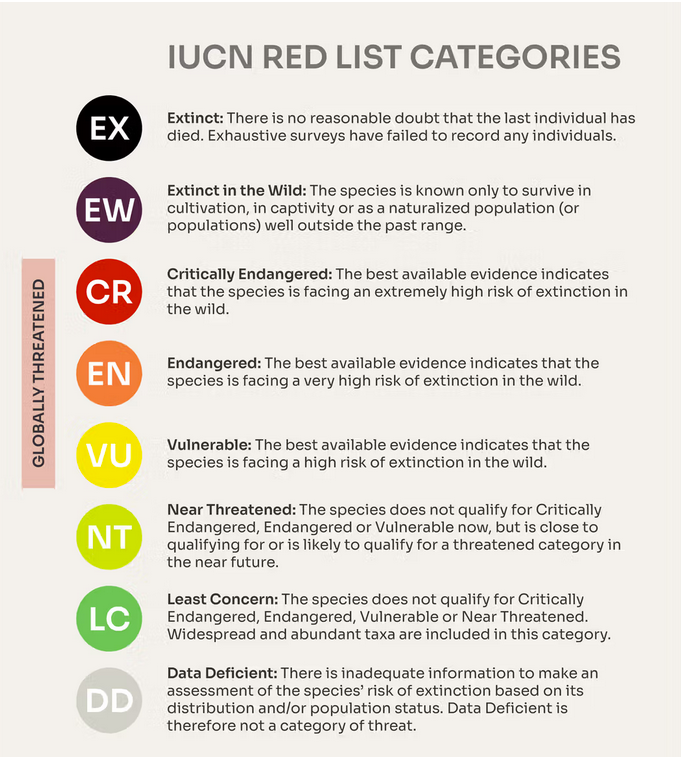 IUCN RED LIST CATEGORIES
EX
Extinct: There is no reasonable doubt that the last individual has
died. Exhaustive surveys have failed to record any individuals.
EW
Extinct in the Wild: The species is known only to survive in
cultivation, in captivity or as a naturalized population (or
populations) well outside the past range.
GLOBALLY THREATENED
CR
Critically Endangered: The best available evidence indicates
that the species is facing an extremely high risk of extinction in
the wild.
EN
Endangered: The best available evidence indicates that the
species is facing a very high risk of extinction in the wild.
VU
Vulnerable: The best available evidence indicates that the
species is facing a high risk of extinction in the wild.
NT
Near Threatened: The species does not qualify for Critically
Endangered, Endangered or Vulnerable now, but is close to
qualifying for or is likely to qualify for a threatened category in
the near future.
LC
Least Concern: The species does not qualify for Critically
Endangered, Endangered, Vulnerable or Near Threatened.
Widespread and abundant taxa are included in this category.
DD
Data Deficient: There is inadequate information to make an
assessment of the species’ risk of extinction based on its
distribution and/or population status. Data Deficient is
therefore not a category of threat.